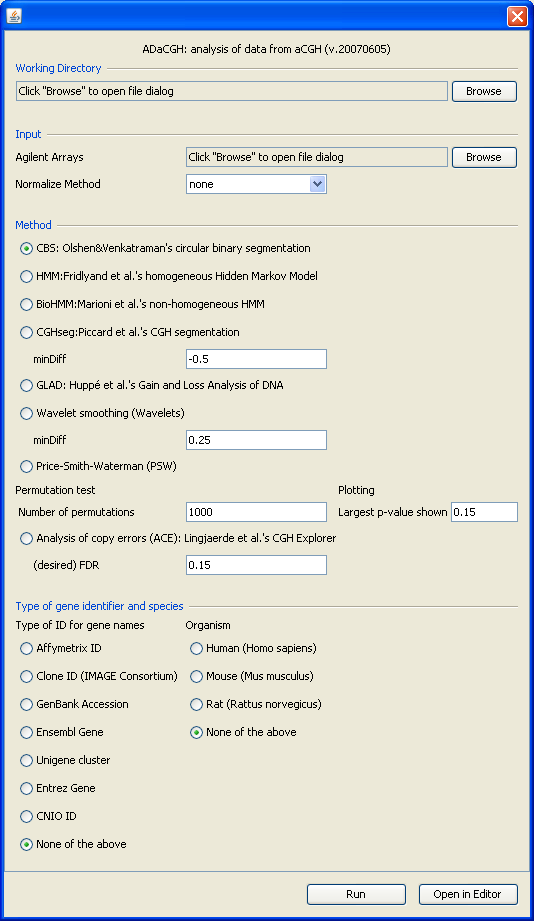 ADaCGH: analysis of data from aCGH (v.20070605)
Working Directory
Click "Browse" to open file dialog Browse
Input
Agilent Arrays Click "Browse" to open file dialog Browse
Normalize Method none
Method
CBS: Olshen&Venkatraman's circular binary segmentation
HMM:Fridlyand et al.'s homogeneous Hidden Markov Model
BioHMM:Marioni et al.'s non-homogeneous HMM
CGHseg:Piccard et al.'s CGH segmentation
minDiff -0.5
GLAD: Huppé et al.'s Gain and Loss Analysis of DNA
Wavelet smoothing (Wavelets)
minDiff 0.25
Price-Smith-Waterman (PSW)
Permutation test Plotting
Number of permutations 1000 Largest p-value shown 0.15
Analysis of copy errors (ACE): Lingjaerde et al.'s CGH Explorer
(desired) FDR 0.15
Type of gene identifier and species
Type of ID for gene names Organism
Affymetrix ID Human (Homo sapiens)
Clone ID (IMAGE Consortium) Mouse (Mus musculus)
GenBank Accession Rat (Rattus norvegicus)
Ensembl Gene None of the above
Unigene cluster
Entrez Gene
CNIO ID
None of the above
Run Open in Editor